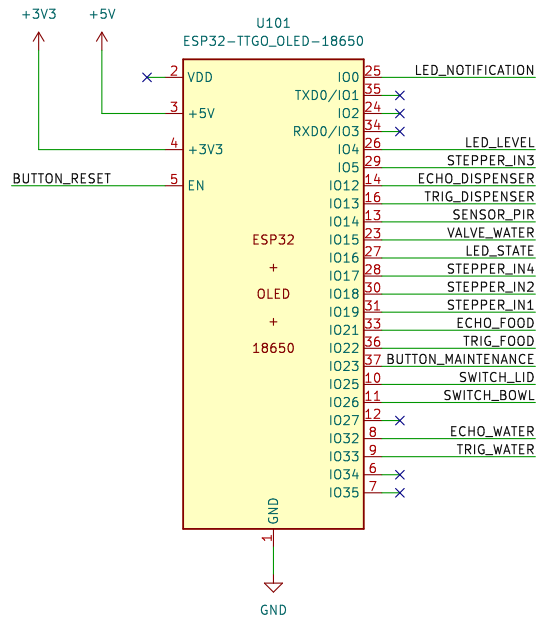 +3V3
+5V
U101
ESP32-TTGO_OLED-18650
2 VDD
3 +5V
4 +3V3
BUTTON_RESET 5 EN
ESP32
+
OLED
+
18650
IO0 25 LED_NOTIFICATION
TXD0/IO1 35
IO2 24
RXD0/IO3 34
IO4 26 LED_LEVEL
IO5 29 STEPPER_IN3
IO12 14 ECHO_DISPENSER
IO13 16 TRIG_DISPENSER
IO14 13 SENSOR_PIR
IO15 23 VALVE_WATER
IO16 27 LED_STATE
IO17 28 STEPPER_IN4
IO18 30 STEPPER_IN2
IO19 31 STEPPER_IN1
IO21 33 ECHO_FOOD
IO22 36 TRIG_FOOD
IO23 37 BUTTON_MAINTENANCE
IO25 10 SWITCH_LID
IO26 11 SWITCH_BOWL
IO27 12
IO32 8 ECHO_WATER
IO33 9 TRIG_WATER
IO34 6
IO35 7
GND
1
GND